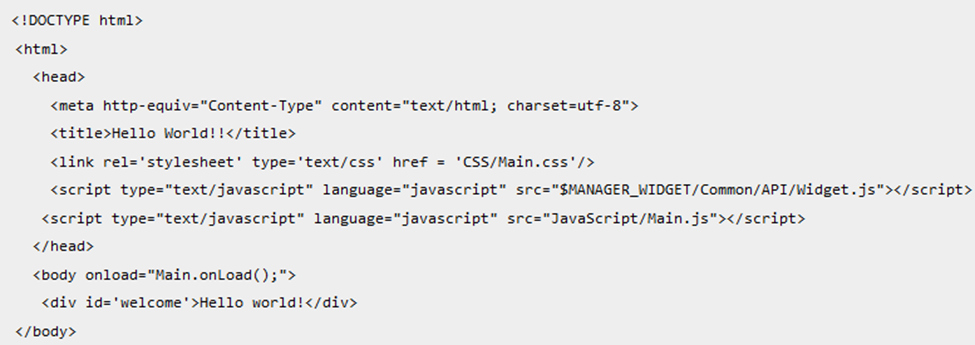 <!DOCTYPE html>
<html>
<head>
<meta http-equiv="Content-Type" content="text/html; charset=utf-8">
<title>Hello World!!</title>
<link rel='stylesheet' type='text/css' href = 'CSS/Main.css'/>
<script type="text/javascript" language="javascript" src="$MANAGER_WIDGET/Common/API/Widget.js"></script>
<script type="text/javascript" language="javascript" src="JavaScript/Main.js"></script>
</head>
<body onload="Main.onLoad();">
<div id='welcome'>Hello world!</div>
</body>